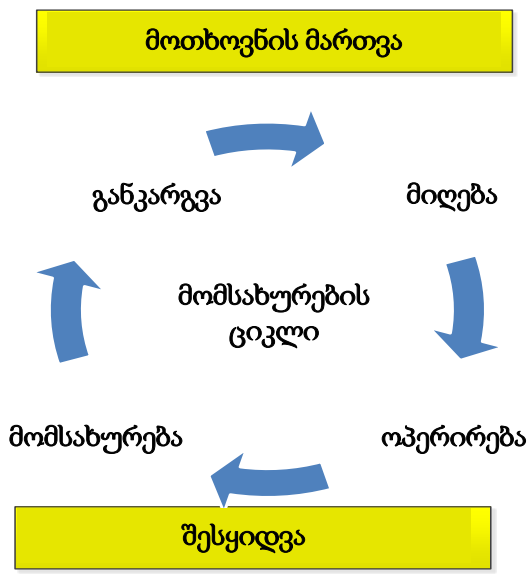 მოთხოვნის მართვა
განკარგვა
მიღება
მომსახურების
ციკლი
მომსახურება
ოპერირება
შესყიდვა